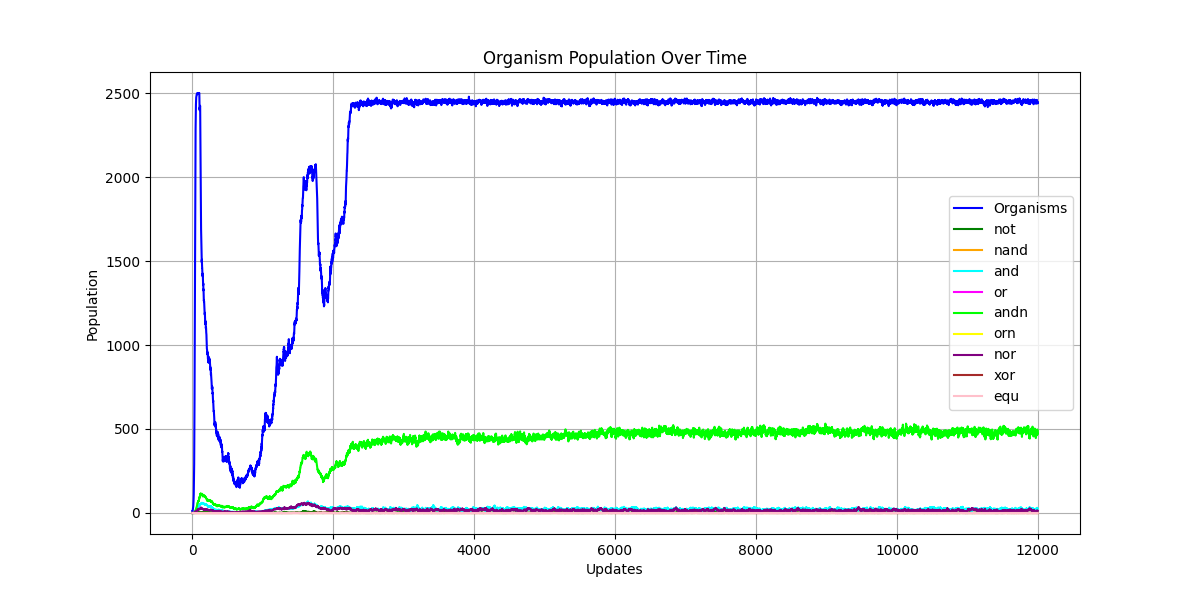 Organism Population Over Time
Population
2500
2000
1500
1000
500
0
0 2000 4000 6000 8000 10000 12000
Updates
Organisms
not
nand
and
or
andn
orn
nor
xor
equ